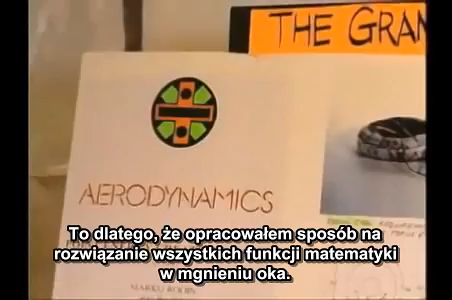 THE GRAN
AERODYNAMICS
To dlatego, że opracowałem sposób na
rozwiązanie wszystkich funkcji matematyki
w mgnieniu oka.